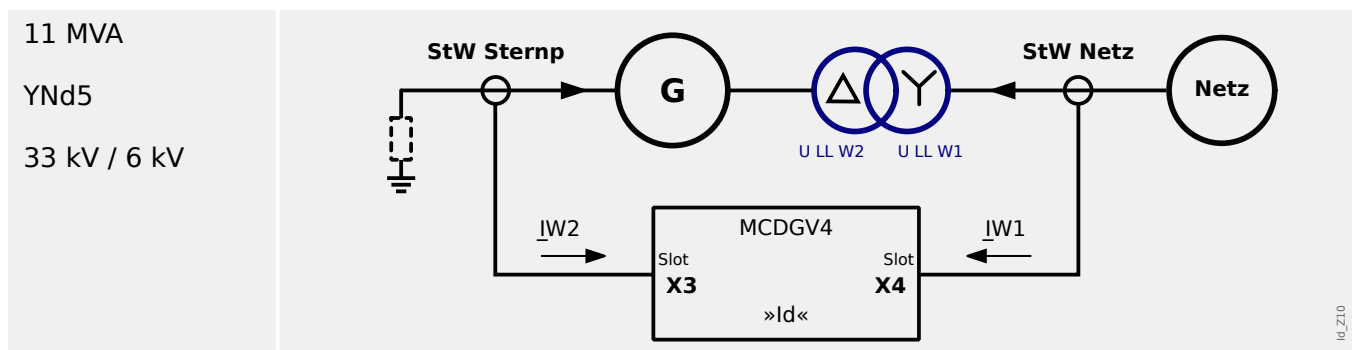 11 MVA
YNd5
33 kV / 6 kV
StW Sternp
StW Netz
G
Netz
U LL W2
U LL W1
IW2
MCDGV4
IW1
Slot
Slot
X3
X4
»Id«
Id_Z10